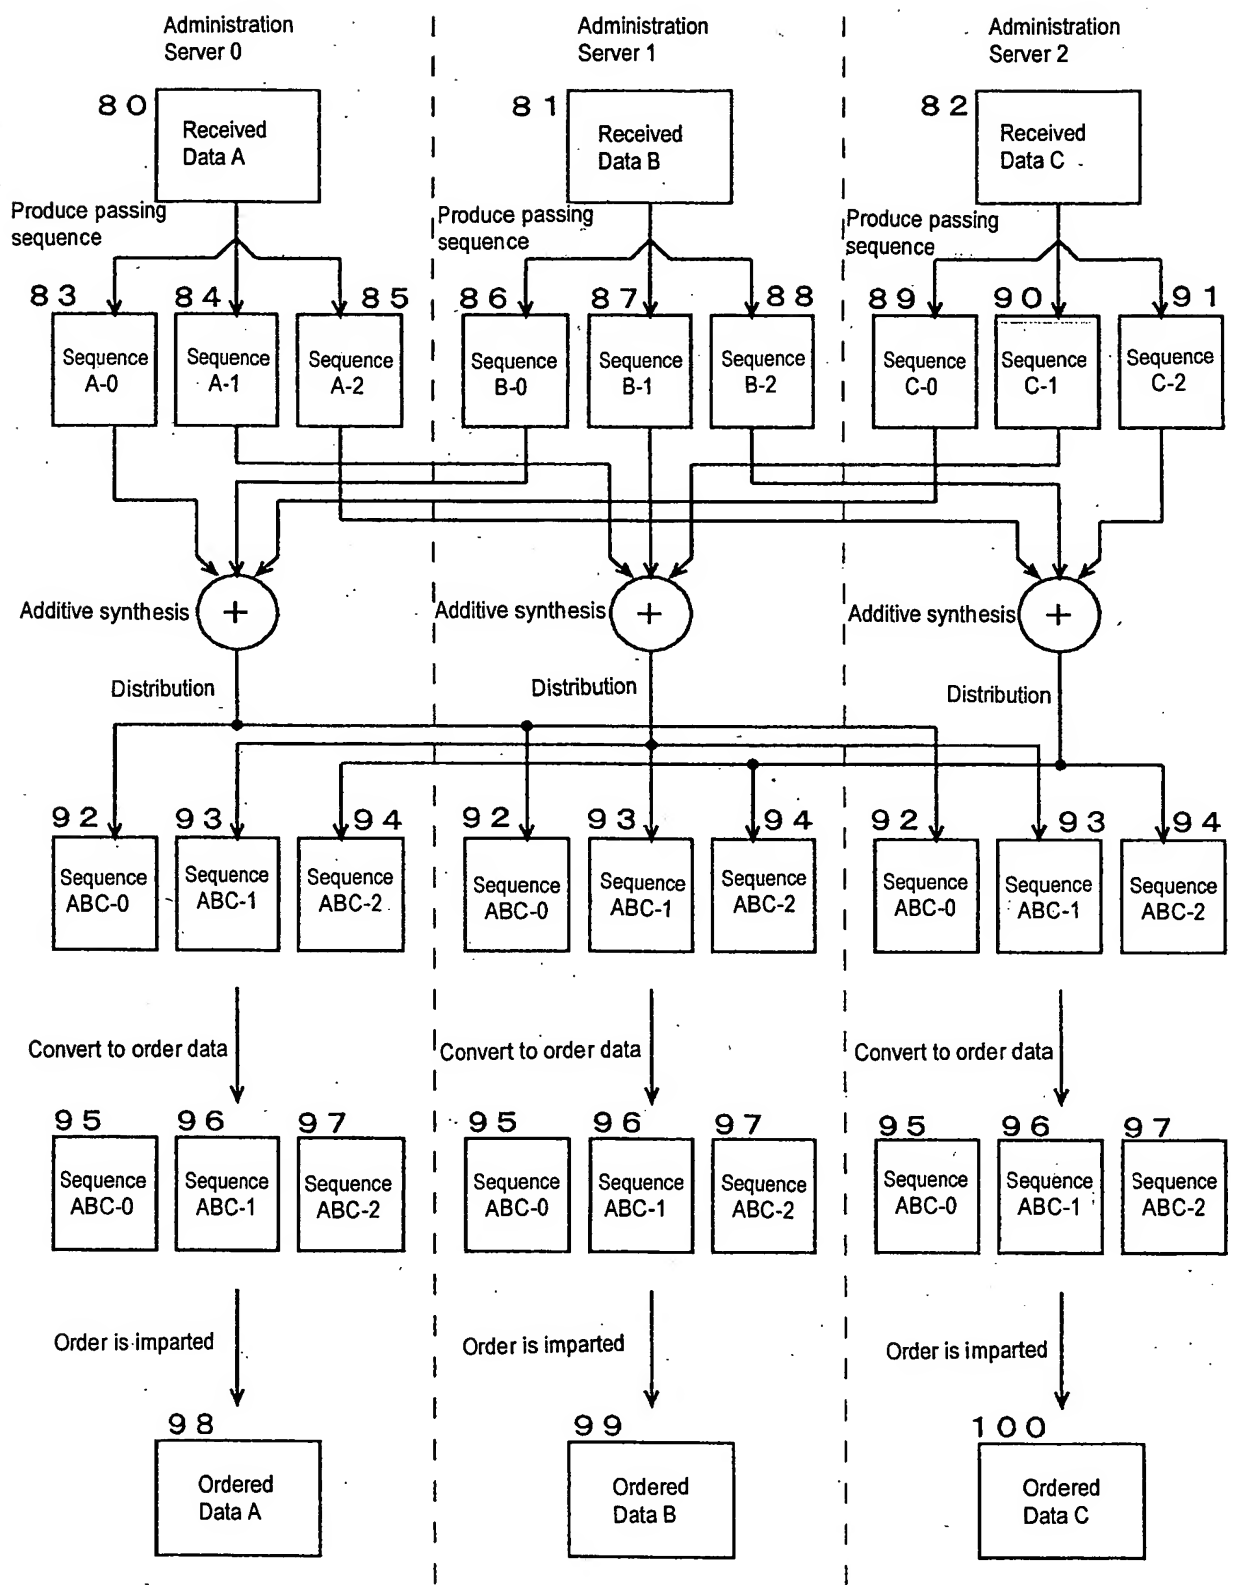 Administration
Server 0
Administration
Server 1
Administration
Server 2
80
81
82
Received
Data A
Received
Data B
Received
Data C
Produce passing
sequence
Produce passing
sequence
Produce passing
sequence
83
84
85
86
87
88
89
90
91
Sequence
A-0
Sequence
A-1
Sequence
A-2
Sequence
B-0
Sequence
B-1
Sequence
B-2
Sequence
C-0
Sequence
C-1
Sequence
C-2
Additive synthesis
+
Additive synthesis
+
Additive synthesis
+
Distribution
Distribution
Distribution
92
93
94
92
93
94
92
93
94
Sequence
ABC-0
Sequence
ABC-1
Sequence
ABC-2
Sequence
ABC-0
Sequence
ABC-1
Sequence
ABC-2
Sequence
ABC-0
Sequence
ABC-1
Sequence
ABC-2
Convert to order data
Convert to order data
Convert to order data
95
96
97
95
96
97
95
96
97
Sequence
ABC-0
Sequence
ABC-1
Sequence
ABC-2
Sequence
ABC-0
Sequence
ABC-1
Sequence
ABC-2
Sequence
ABC-0
Sequence
ABC-1
Sequence
ABC-2
Order is imparted
Order is imparted
Order is imparted
98
99
100
Ordered
Data A
Ordered
Data B
Ordered
Data C